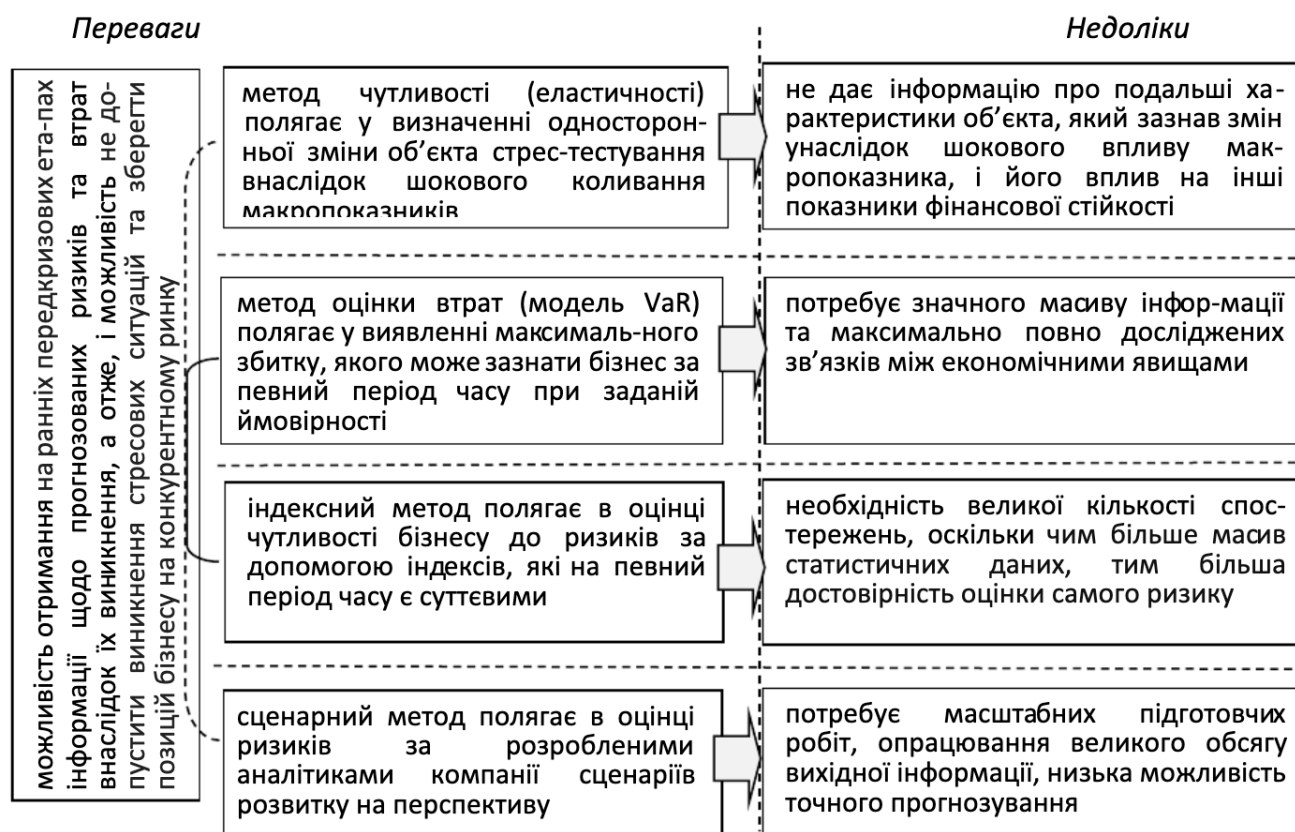 Переваги
Недоліки
можливість отримання на ранніх передкризових ета-пах
інформації щодо прогнозованих ризиків та втрат
внаслідок їх виникнення, а отже, і можливість не до-
пустити виникнення стресових ситуацій та зберегти
позиції бізнесу на конкурентному ринку
метод чутливості (еластичності)
полягає у визначенні односторон-
ньої зміни об’єкта стрес-тестування
внаслідок шокового коливання
макропоказників
не дає інформацію про подальші ха-
рактеристики об’єкта, який зазнав змін
унаслідок шокового впливу мак-
ропоказника, і його вплив на інші
показники фінансової стійкості
метод оцінки втрат (модель VaR)
полягає у виявленні максималь-ного
збитку, якого може зазнати бізнес за
певний період часу при заданій
ймовірності
потребує значного масиву інфор-мації
та максимально повно досліджених
зв’язків між економічними явищами
індексний метод полягає в оцінці
чутливості бізнесу до ризиків за
допомогою індексів, які на певний
період часу є суттєвими
необхідність великої кількості спос-
тережень, оскільки чим більше масив
статистичних даних, тим більша
достовірність оцінки самого ризику
сценарний метод полягає в оцінці
ризиків за розробленими
аналітиками компанії сценаріїв
розвитку на перспективу
потребує масштабних підготовчих
робіт, опрацювання великого обсягу
вихідної інформації, низька можливість
точного прогнозування